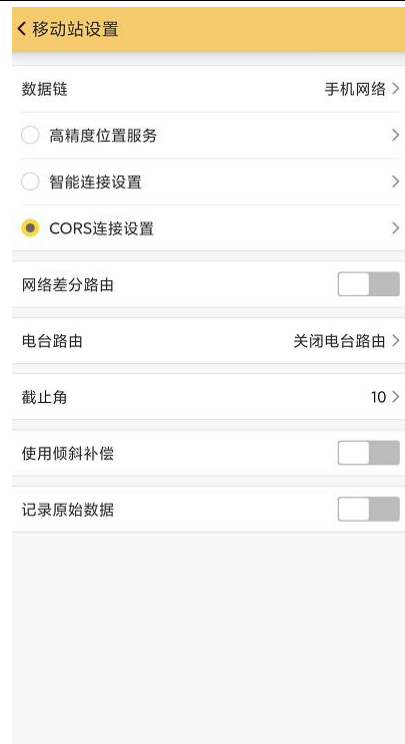 移动站设置
数据链 手机网络
高精度位置服务
智能连接设置
CORS连接设置
网络差分路由
电台路由 关闭电台路由
截止角 10
使用倾斜补偿
记录原始数据